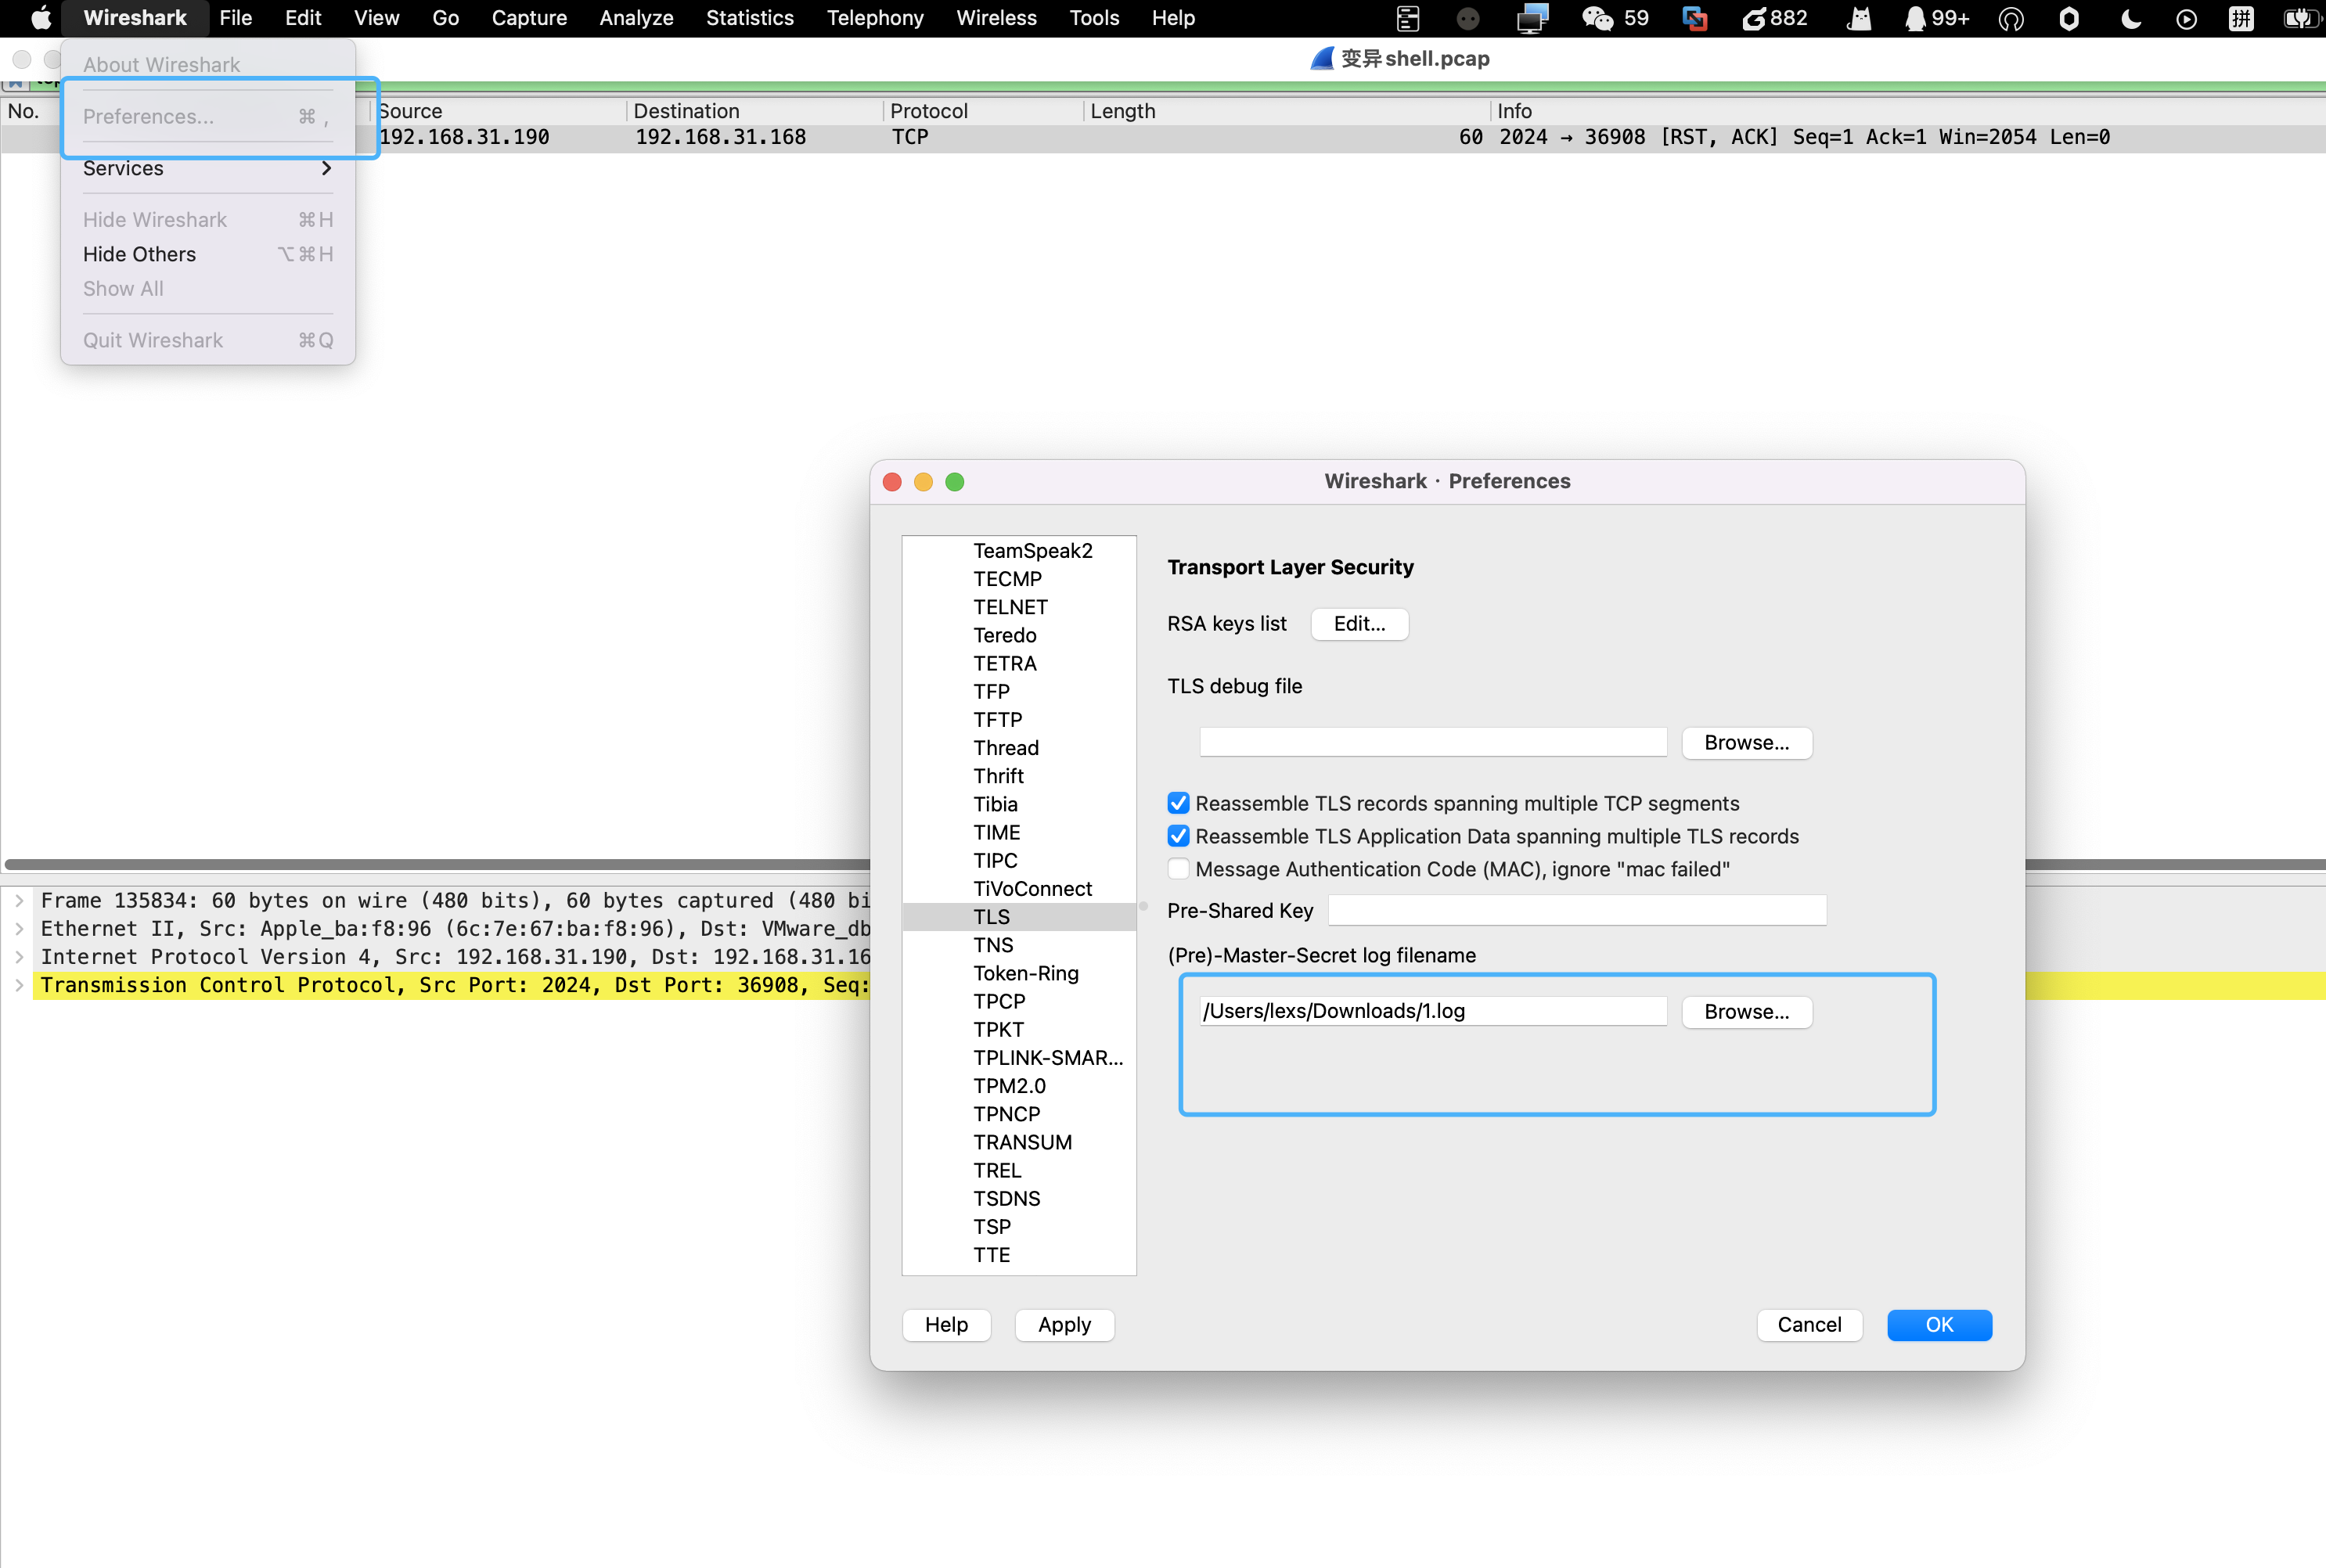 Wireshark File Edit View Go Capture Analyze Statistics Telephony Wireless Tools Help 59 882 99+ 拼
变异shell.pcap
About Wireshark
Preferences... ⌘ ,
Services
Hide Wireshark ⌘H
Hide Others ⌥⌘H
Show All
Quit Wireshark ⌘Q
No. Source Destination Protocol Length Info
192.168.31.190 192.168.31.168 TCP 60 2024 → 36908 [RST, ACK] Seq=1 Ack=1 Win=2054 Len=0
Wireshark · Preferences
TeamSpeak2
TECMP
TELNET
Teredo
TETRA
TFP
TFTP
Thread
Thrift
Tibia
TIME
TIPC
TiVoConnect
TLS
TNS
Token-Ring
TPCP
TPKT
TPLINK-SMAR...
TPM2.0
TPNCP
TRANSUM
TREL
TSDNS
TSP
TTE
Transport Layer Security
RSA keys list Edit...
TLS debug file
Browse...
Reassemble TLS records spanning multiple TCP segments
Reassemble TLS Application Data spanning multiple TLS records
Message Authentication Code (MAC), ignore "mac failed"
Pre-Shared Key
(Pre)-Master-Secret log filename
/Users/lexs/Downloads/1.log Browse...
Help Apply Cancel OK
Frame 135834: 60 bytes on wire (480 bits), 60 bytes captured (480 bi
Ethernet II, Src: Apple_ba:f8:96 (6c:7e:67:ba:f8:96), Dst: VMware_db
Internet Protocol Version 4, Src: 192.168.31.190, Dst: 192.168.31.16
Transmission Control Protocol, Src Port: 2024, Dst Port: 36908, Seq: